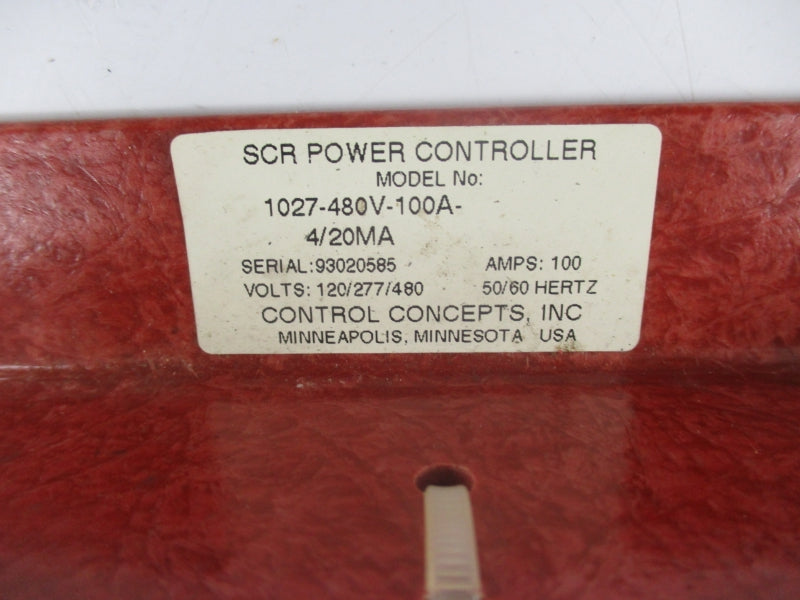 SCR POWER CONTROLLER
MODEL No:
1027-480V-100A-
4/20MA
SERIAL:93020585 AMPS: 100
VOLTS: 120/277/480 50/60 HERTZ
CONTROL CONCEPTS, INC
MINNEAPOLIS, MINNESOTA USA